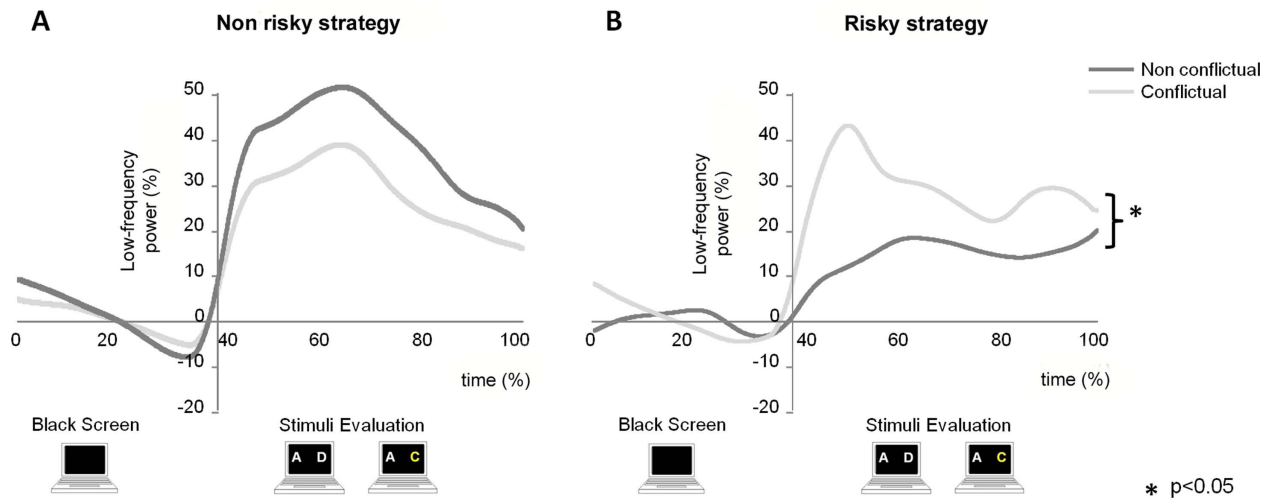 A
Non risky strategy
50
40
30
20
10
0
-10
-20
Low-frequency
power (%)
0
20
40
60
80
100
time (%)
Black Screen
Stimuli Evaluation
A D
A C
B
Risky strategy
50
40
30
20
10
0
-10
-20
Low-frequency
power (%)
0
20
40
60
80
100
time (%)
*
Black Screen
Stimuli Evaluation
A D
A C
Non conflictual
Conflictual
* p<0.05